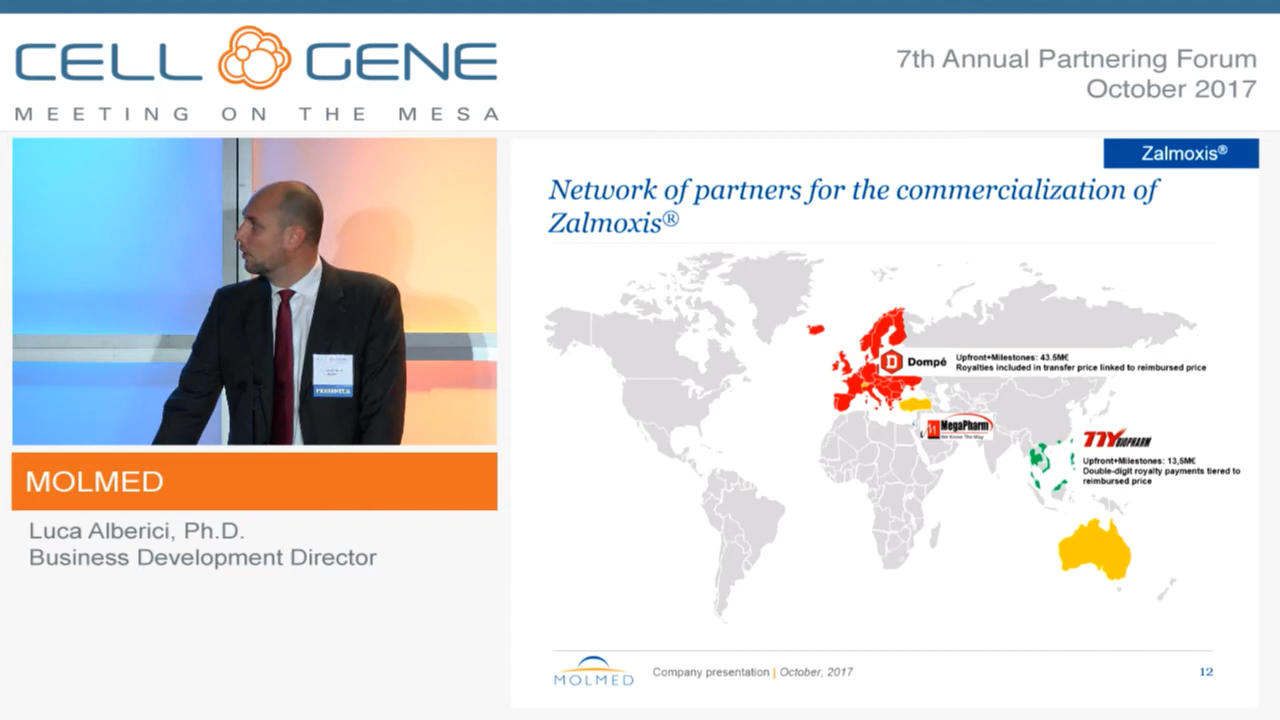 CELL GENE
MEETING ON THE MESA
7th Annual Partnering Forum
October 2017
Zalmoxis®
Network of partners for the commercialization of
Zalmoxis®
Dompé
Upfront+Milestones: 43.5M€
Royalties included in transfer price linked to reimbursed price
MegaPharm
We Know The Way
TTY BIOPHARM
Upfront+Milestones: 13,5M€
Double-digit royalty payments tiered to
reimbursed price
MOLMED
Luca Alberici, Ph.D.
Business Development Director
MOLMED
Company presentation | October, 2017
12